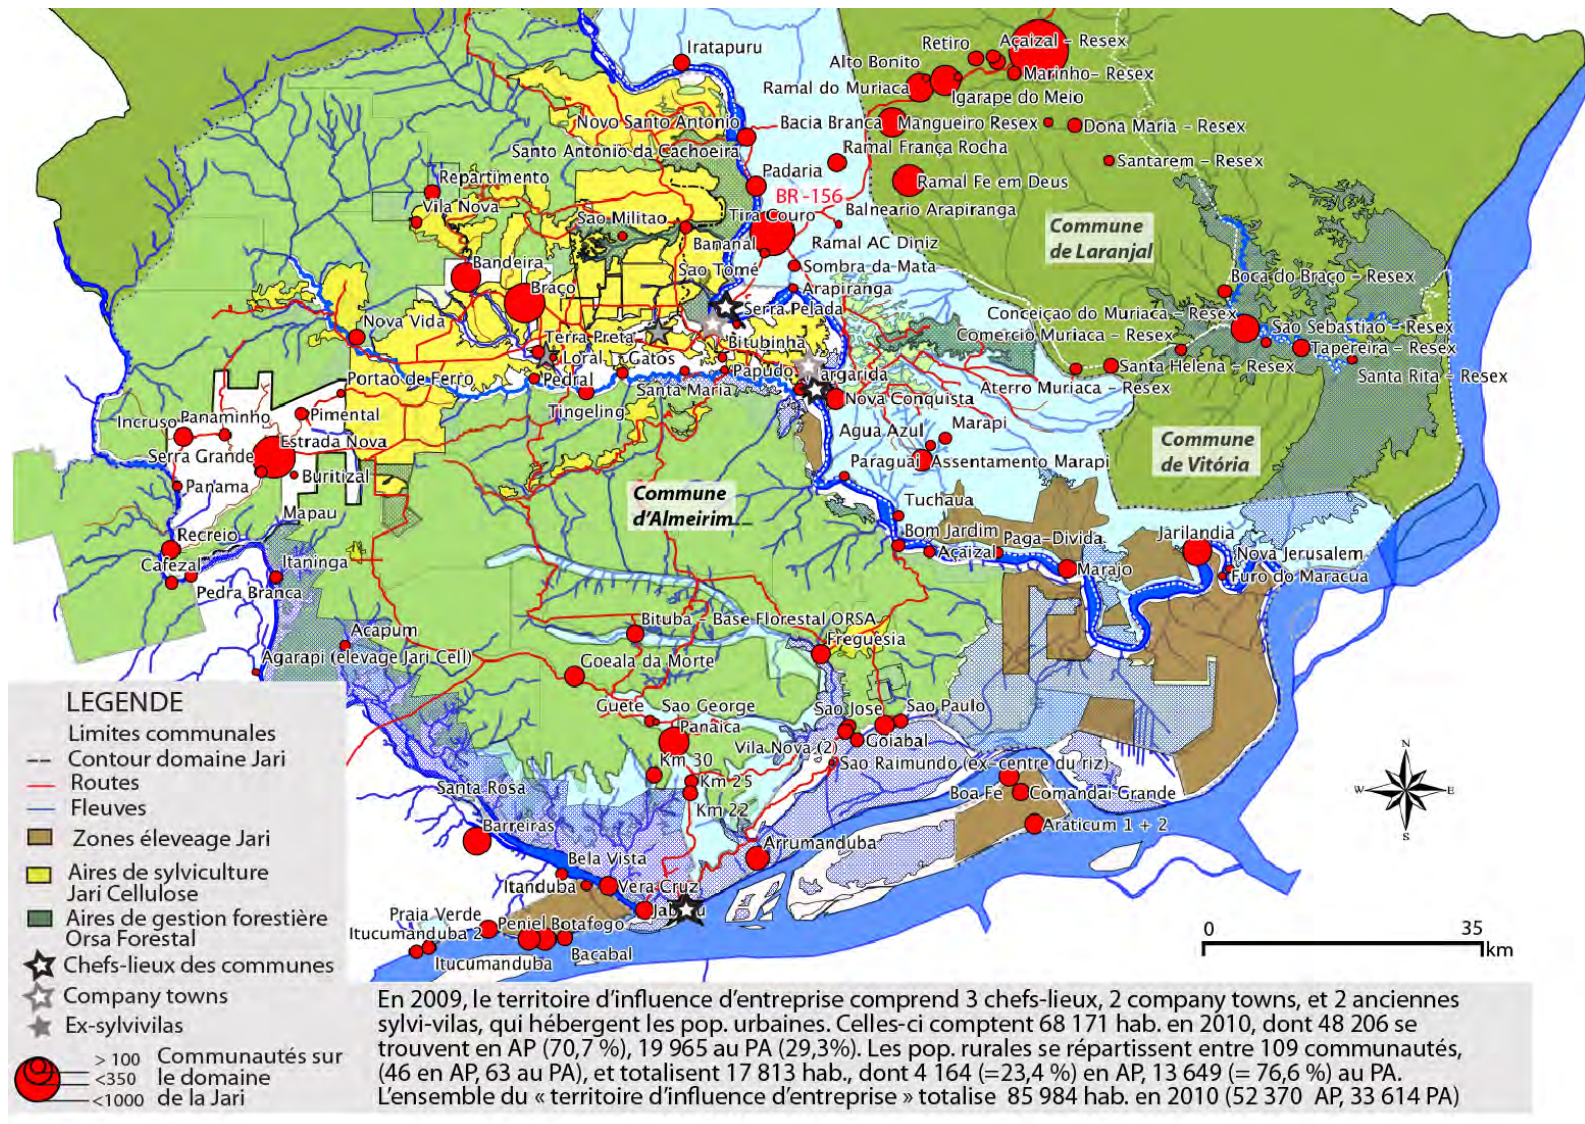 Iratapuru
Retiro
Açaizal - Resex
Alto Bonito
Marinho- Resex
Ramal do Muriaca
Igarape do Meio
Novo Santo Antonio
Bacia Branca
Mangueiro Resex
Dona Maria - Resex
Santo Antonio da Cachoeira
Ramal França Rocha
Santarem - Resex
Padaria
Repartimento
Ramal Fe em Deus
BR-156
Vila Nova
Sao Militao
Tira Couro
Balneario Arapiranga
Commune
de Laranjal
Bananal
Ramal AC Diniz
Bandeira
Sao Tomé
Sombra da Mata
Boca do Braço - Resex
Braço
Arapiranga
Serra Pelada
Conceiçao do Muriaca - Resex
Nova Vida
Terra Preta
Bitubinha
Comercio Muriaca - Resex
Sao Sebastiao - Resex
Loral
Gatos
Tapereira - Resex
Portao de Ferro
Pedral
Papudo
argarida
Santa Helena - Resex
Santa Rita - Resex
Santa Maria
Aterro Muriaca - Resex
Tingeling
Nova Conquista
Incruso
Panaminho
Pimental
Agua Azul
Marapi
Estrada Nova
Commune
de Vitória
Serra Grande
Paraguai
Assentamento Marapi
Buritizal
Panama
Commune
d'Almeirim
Tuchaua
Mapau
Recreio
Bom Jardim
Paga-Divida
Jarilandia
Açaizal
Nova Jerusalem
Cafezal
Itaninga
Marajo
Furo do Maracua
Pedra Branca
Bituba - Base Florestal ORSA
Acapum
Freguesia
Agarapi (élevage Jari Cell)
Goeala da Morte
Guete
Sao George
Sao Jose
Sao Paulo
Panaica
Goiabal
Vila Nova (2)
Km 30
Sao Raimundo (ex-centre du riz)
Km 25
Santa Rosa
Boa Fe
Comandai Grande
Km 22
Barreiras
Araticum 1 + 2
Arrumanduba
Bela Vista
Itanduba
Vera Cruz
Praia Verde
Peniel
Botafogo
Itucumanduba 2
Bacabal
Itucumanduba
LEGENDE
Limites communales
Contour domaine Jari
Routes
Fleuves
Zones éleveage Jari
Aires de sylviculture
Jari Cellulose
Aires de gestion forestière
Orsa Forestal
Chefs-lieux des communes
Company towns
Ex-sylvivilas
> 100
<350
<1000
Communautés sur
le domaine
de la Jari
N
W
E
S
0
35
km
En 2009, le territoire d'influence d'entreprise comprend 3 chefs-lieux, 2 company towns, et 2 anciennes
sylvi-vilas, qui hébergent les pop. urbaines. Celles-ci comptent 68 171 hab. en 2010, dont 48 206 se
trouvent en AP (70,7 %), 19 965 au PA (29,3%). Les pop. rurales se répartissent entre 109 communautés,
(46 en AP, 63 au PA), et totalisent 17 813 hab., dont 4 164 (=23,4 %) en AP, 13 649 (= 76,6 %) au PA.
L'ensemble du « territoire d'influence d'entreprise » totalise 85 984 hab. en 2010 (52 370 AP, 33 614 PA)